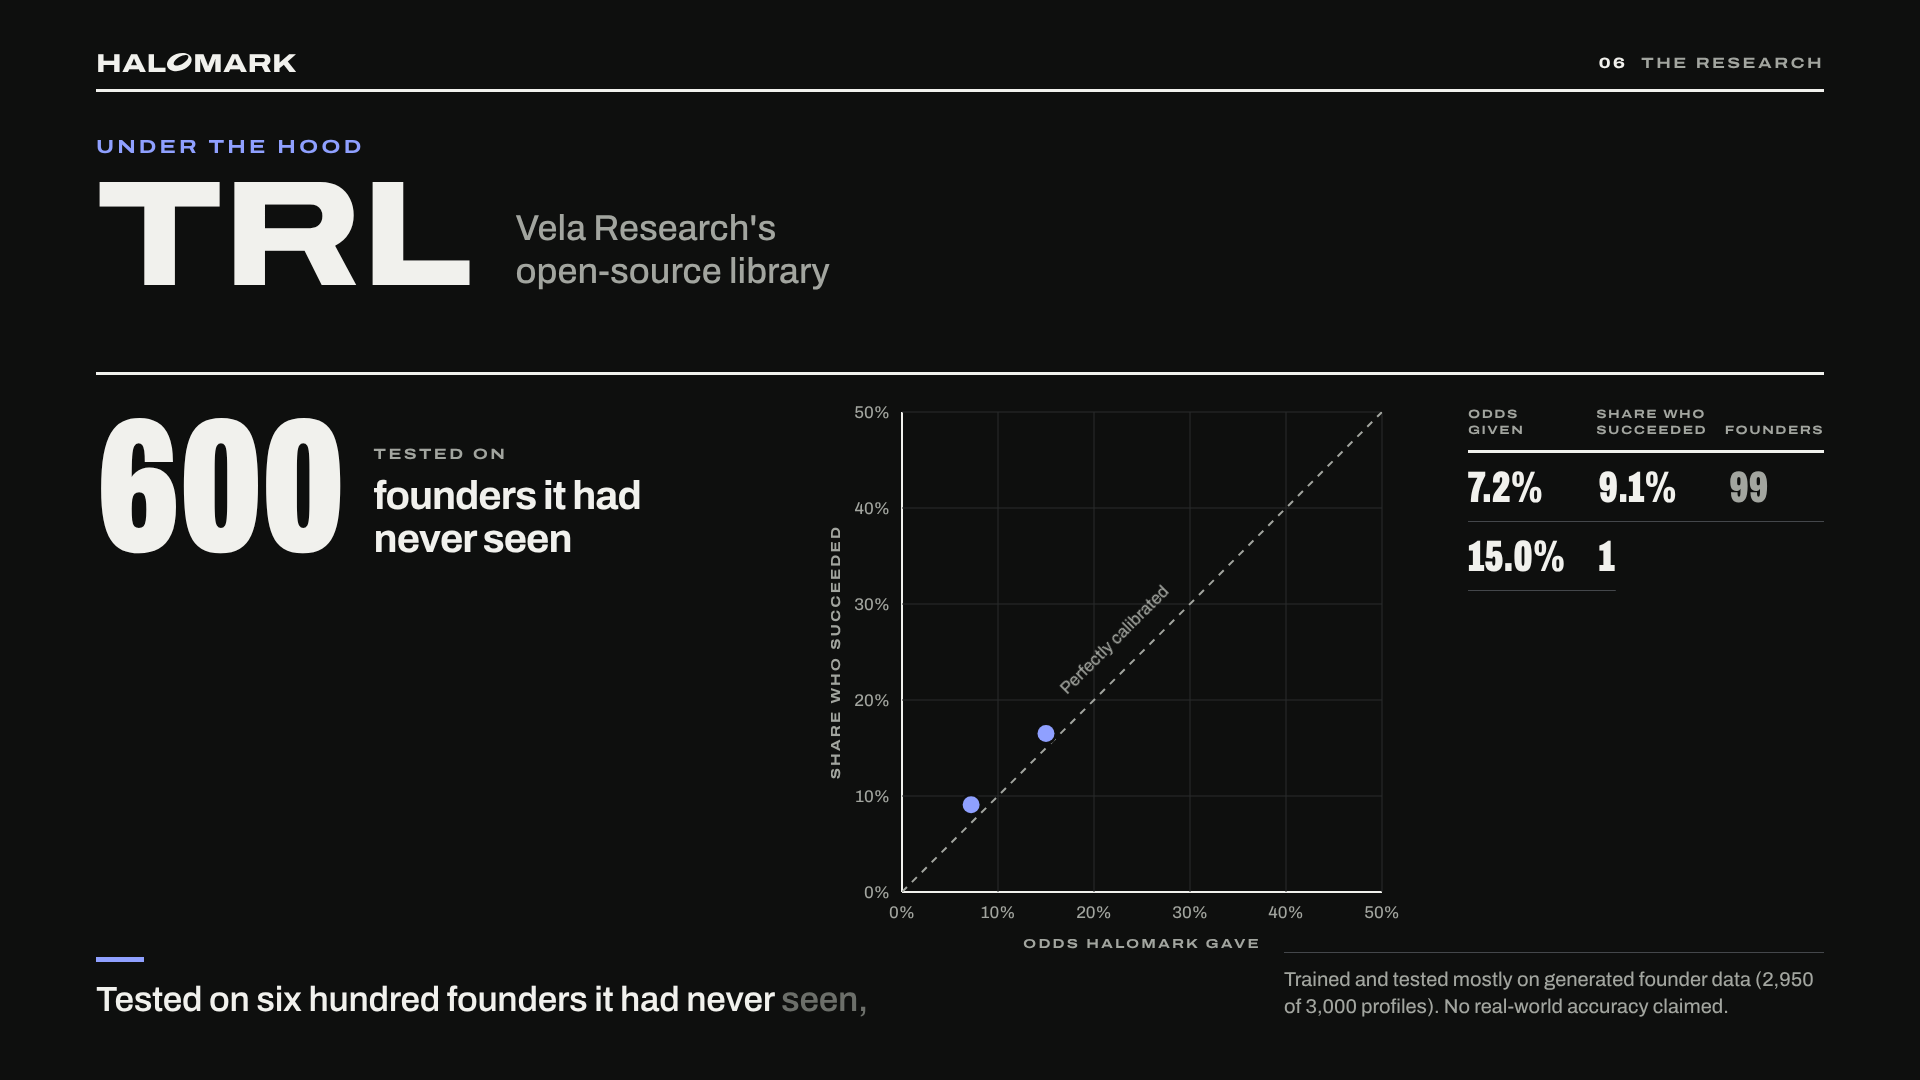 HALOMARK
06 THE RESEARCH
UNDER THE HOOD
TRL
Vela Research's
open-source library
600
TESTED ON
founders it had
never seen
SHARE WHO SUCCEEDED
50%
40%
30%
20%
10%
0%
Perfectly calibrated
0% 10% 20% 30% 40% 50%
ODDS HALOMARK GAVE
ODDS GIVEN
SHARE WHO SUCCEEDED
FOUNDERS
7.2% 9.1% 99
15.0% 1
Tested on six hundred founders it had never seen,
Trained and tested mostly on generated founder data (2,950
of 3,000 profiles). No real-world accuracy claimed.